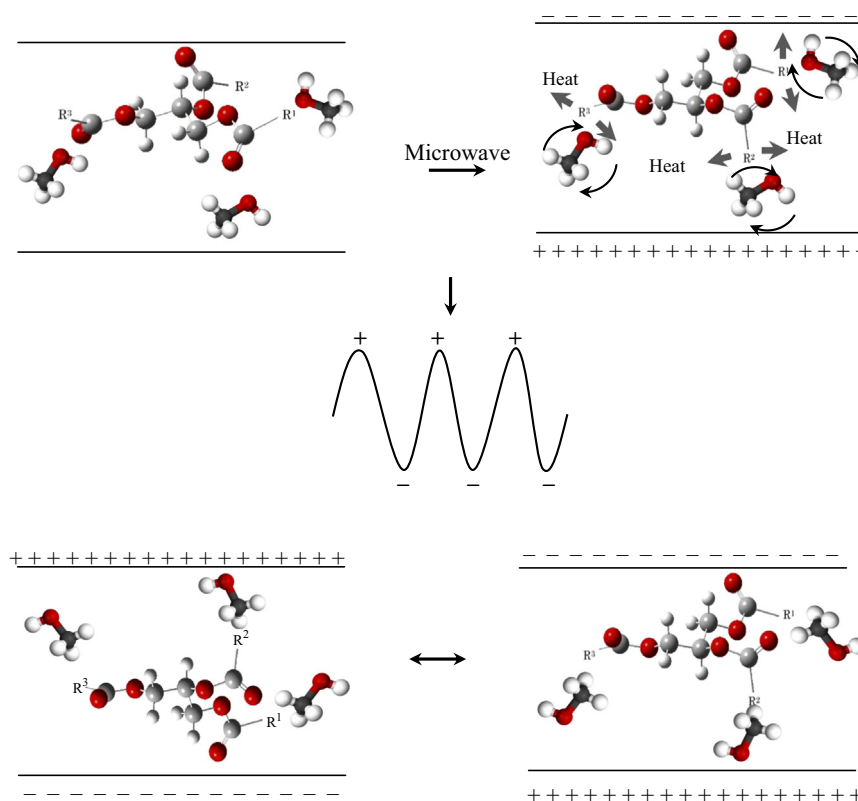 − − − − − − − − − − − − − − − − −
R²
R¹
R³
Heat
R¹
R³
Heat
Heat
R²
Microwave
+ + + + + + + + + + + + + + + + + + +
+ + +
− − −
+ + + + + + + + + + + + + + + + + + +
− − − − − − − − − − − − − − −
R²
R³
R¹
R¹
R³
R²
− − − − − − − − − − − − − −
+ + + + + + + + + + + + + + + + + + +